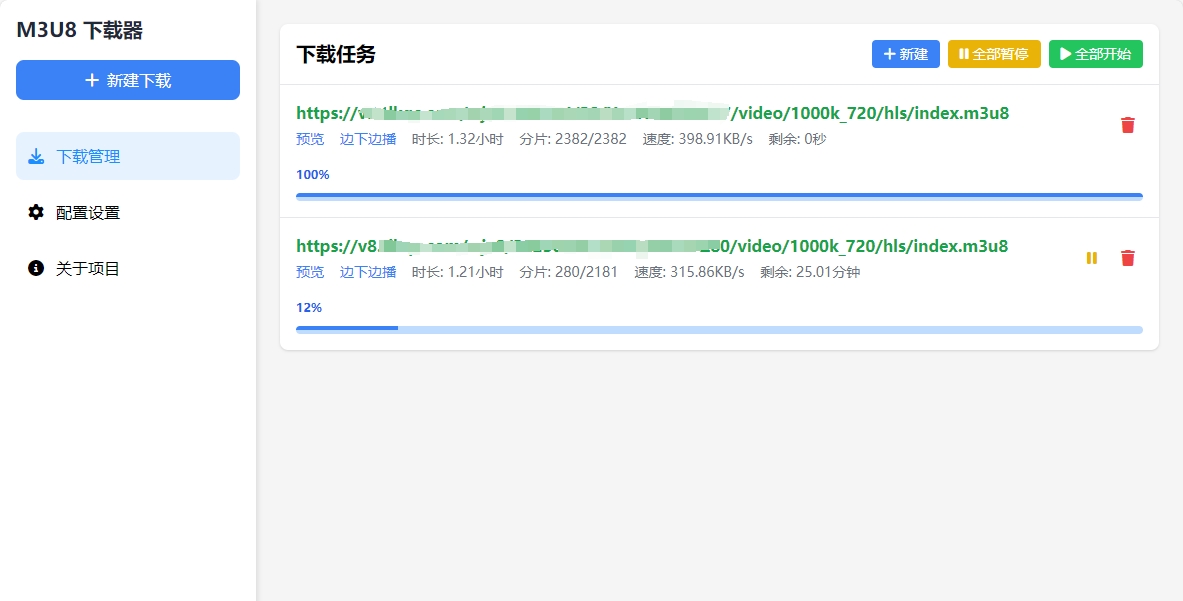 M3U8 下载器
新建下载
下载管理
配置设置
关于项目
下载任务
新建
全部暂停
全部开始
https:// /video/1000k_720/hls/index.m3u8
预览 边下边播 时长: 1.32小时 分片: 2382/2382 速度: 398.91KB/s 剩余: 0秒
100%
https://v8 0/video/1000k_720/hls/index.m3u8
预览 边下边播 时长: 1.21小时 分片: 280/2181 速度: 315.86KB/s 剩余: 25.01分钟
12%